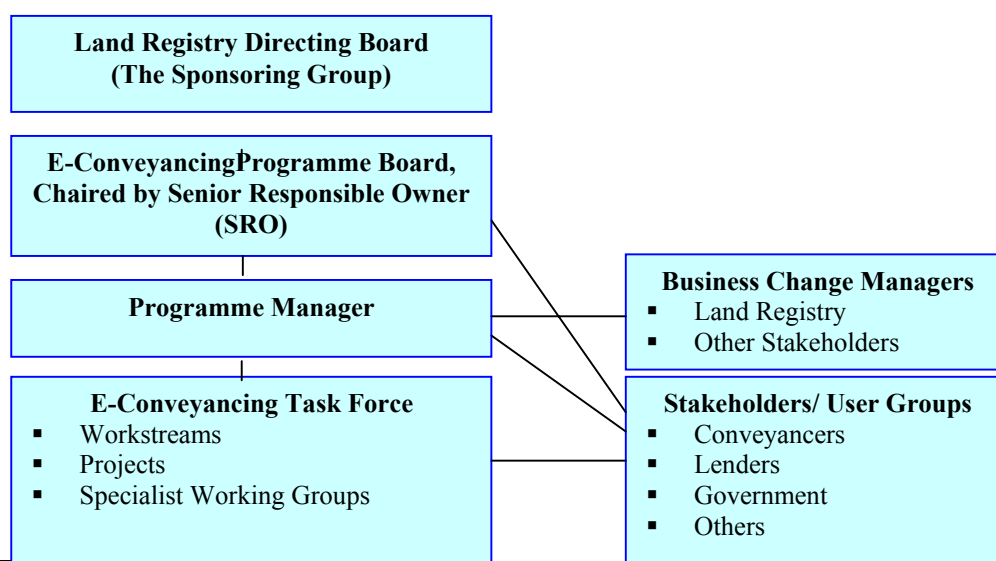 Land Registry Directing Board
(The Sponsoring Group)
E-ConveyancingProgramme Board,
Chaired by Senior Responsible Owner
(SRO)
Programme Manager
Business Change Managers
▪ Land Registry
▪ Other Stakeholders
E-Conveyancing Task Force
▪ Workstreams
▪ Projects
▪ Specialist Working Groups
Stakeholders/ User Groups
▪ Conveyancers
▪ Lenders
▪ Government
▪ Others